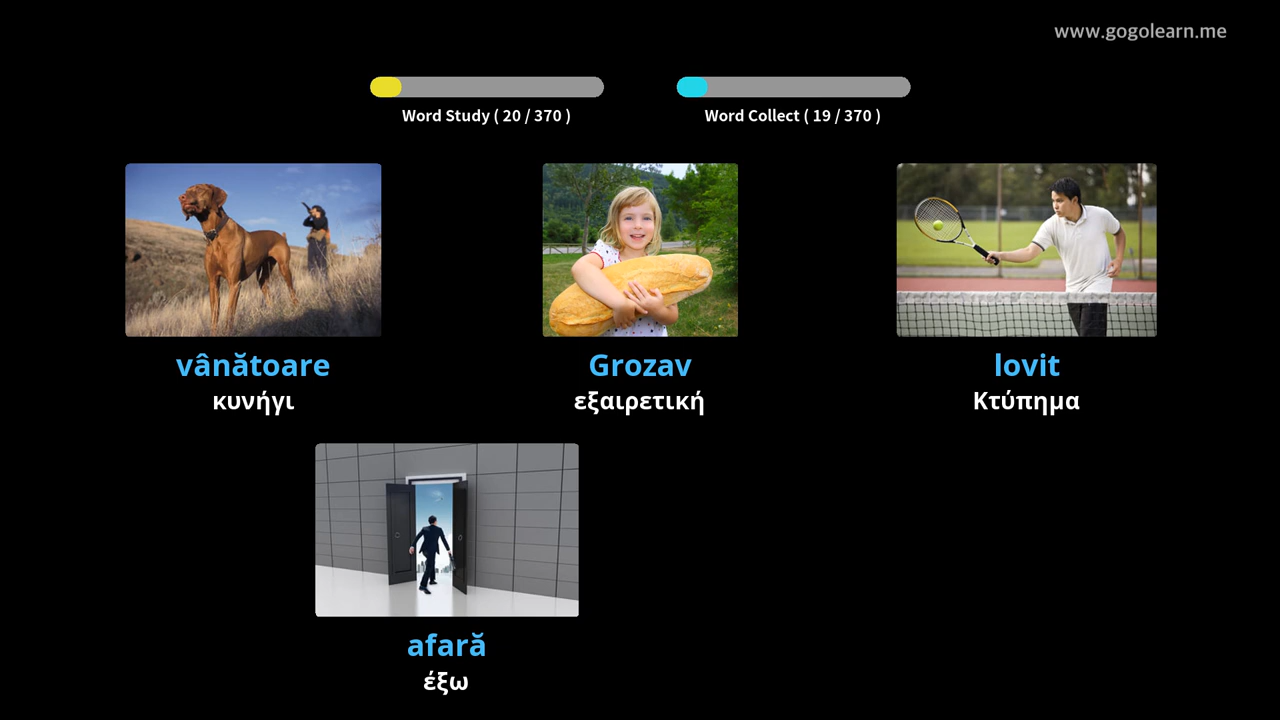 www.gogolearn.me
Word Study ( 20 / 370 )
Word Collect ( 19 / 370 )
vânătoare
κυνήγι
Grozav
εξαιρετική
lovit
Κτύπημα
afară
έξω